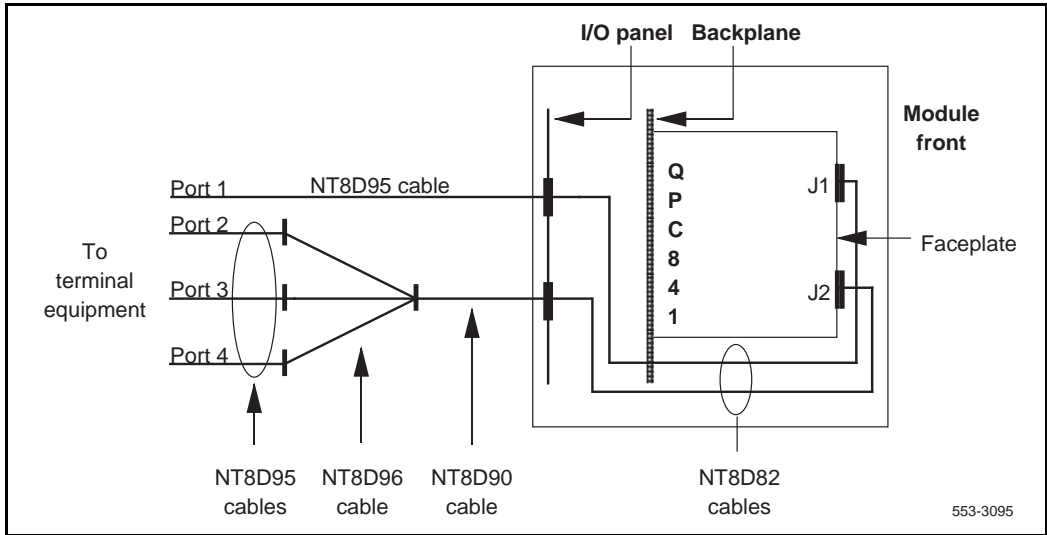 I/O panel Backplane
Module
front
Port 1 NT8D95 cable
Port 2
Port 3
Port 4
To
terminal
equipment
Q
P
C
8
4
1
J1
J2
Faceplate
NT8D95
cables
NT8D96
cable
NT8D90
cable
NT8D82
cables
553-3095